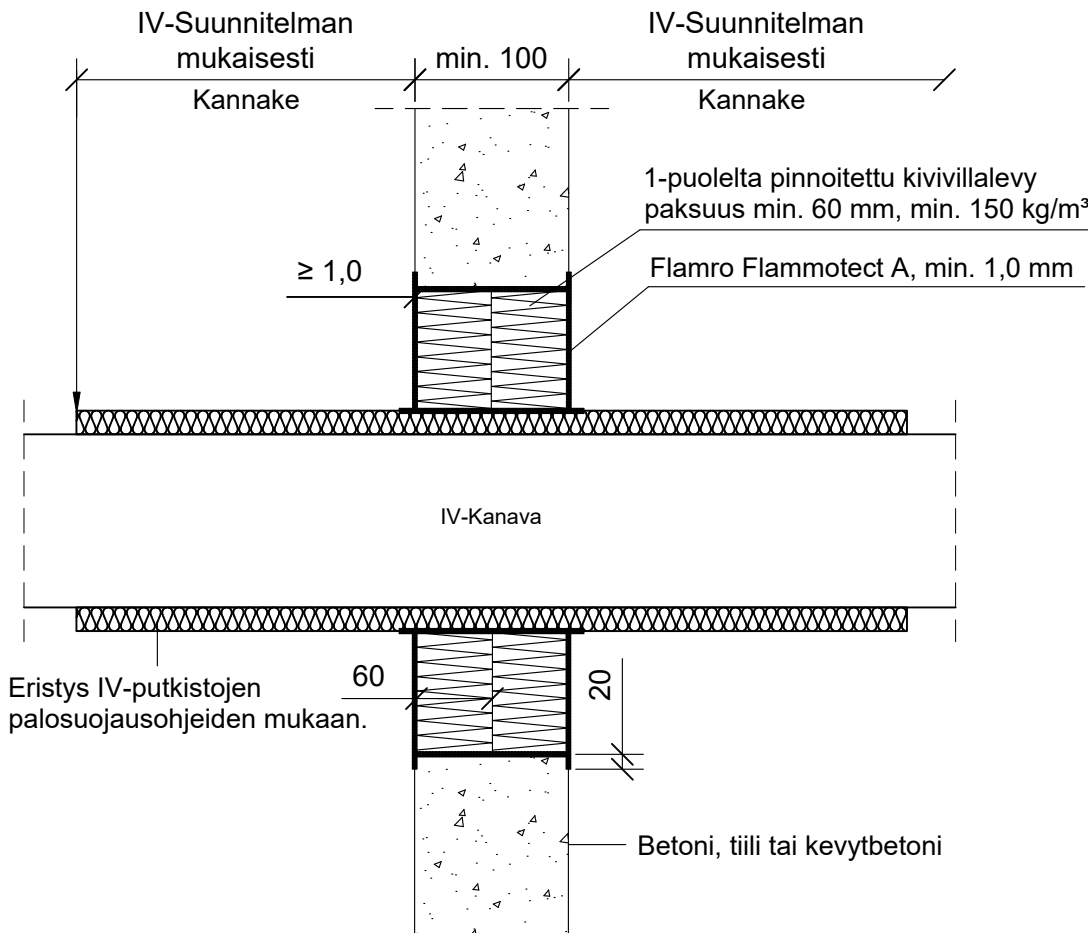 IV-Suunnitelman
mukaisesti
Kannake
min. 100
IV-Suunnitelman
mukaisesti
Kannake
1-puolelta pinnoitettu kivivillalevy
paksuus min. 60 mm, min. 150 kg/m³
≥ 1,0
Flamro Flammotect A, min. 1,0 mm
IV-Kanava
Eristys IV-putkistojen
palosuojausohjeiden mukaan.
60
20
Betoni, tiili tai kevytbetoni